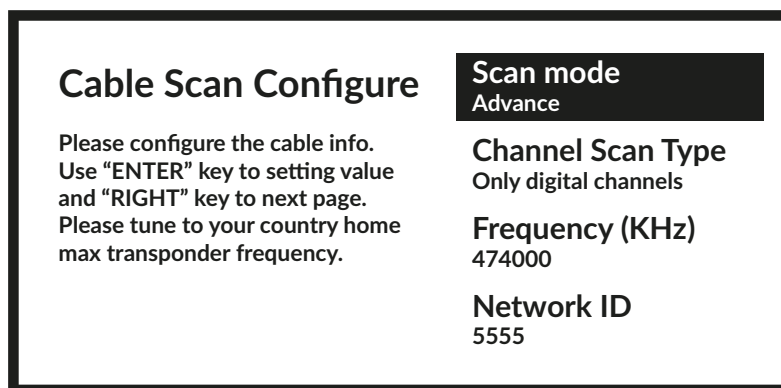 Cable Scan Configure
Please configure the cable info.
Use “ENTER” key to setting value
and “RIGHT” key to next page.
Please tune to your country home
max transponder frequency.
Scan mode
Advance
Channel Scan Type
Only digital channels
Frequency (KHz)
474000
Network ID
5555